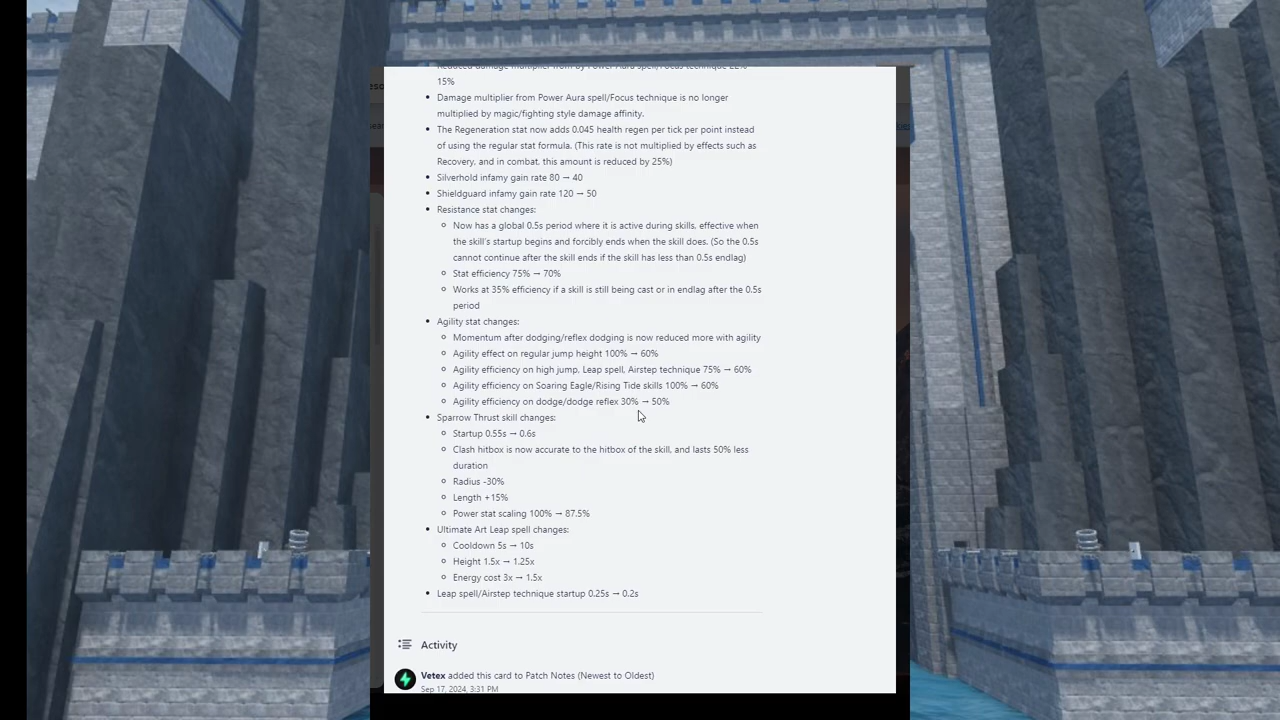 Reduced damage multiplier from by Power Aura spell/Focus technique 22%
15%
Damage multiplier from Power Aura spell/Focus technique is no longer
multiplied by magic/fighting style damage affinity.
The Regeneration stat now adds 0.045 health regen per tick per point instead
of using the regular stat formula. (This rate is not multiplied by effects such as
Recovery, and in combat, this amount is reduced by 25%)
Silverhold infamy gain rate 80 → 40
Shieldguard infamy gain rate 120 → 50
Resistance stat changes:
Now has a global 0.5s period where it is active during skills, effective when
the skill's startup begins and forcibly ends when the skill does. (So the 0.5s
cannot continue after the skill ends if the skill has less than 0.5s endlag)
Stat efficiency 75% → 70%
Works at 35% efficiency if a skill is still being cast or in endlag after the 0.5s
period
Agility stat changes:
Momentum after dodging/reflex dodging is now reduced more with agility
Agility effect on regular jump height 100% → 60%
Agility efficiency on high jump, Leap spell, Airstep technique 75% → 60%
Agility efficiency on Soaring Eagle/Rising Tide skills 100% → 60%
Agility efficiency on dodge/dodge reflex 30% → 50%
Sparrow Thrust skill changes:
Startup 0.55s → 0.6s
Clash hitbox is now accurate to the hitbox of the skill, and lasts 50% less
duration
Radius -30%
Length +15%
Power stat scaling 100% → 87.5%
Ultimate Art Leap spell changes:
Cooldown 5s → 10s
Height 1.5x → 1.25x
Energy cost 3x → 1.5x
Leap spell/Airstep technique startup 0.25s → 0.2s
Activity
Vetex added this card to Patch Notes (Newest to Oldest)
Sep 17, 2024, 3:31 PM